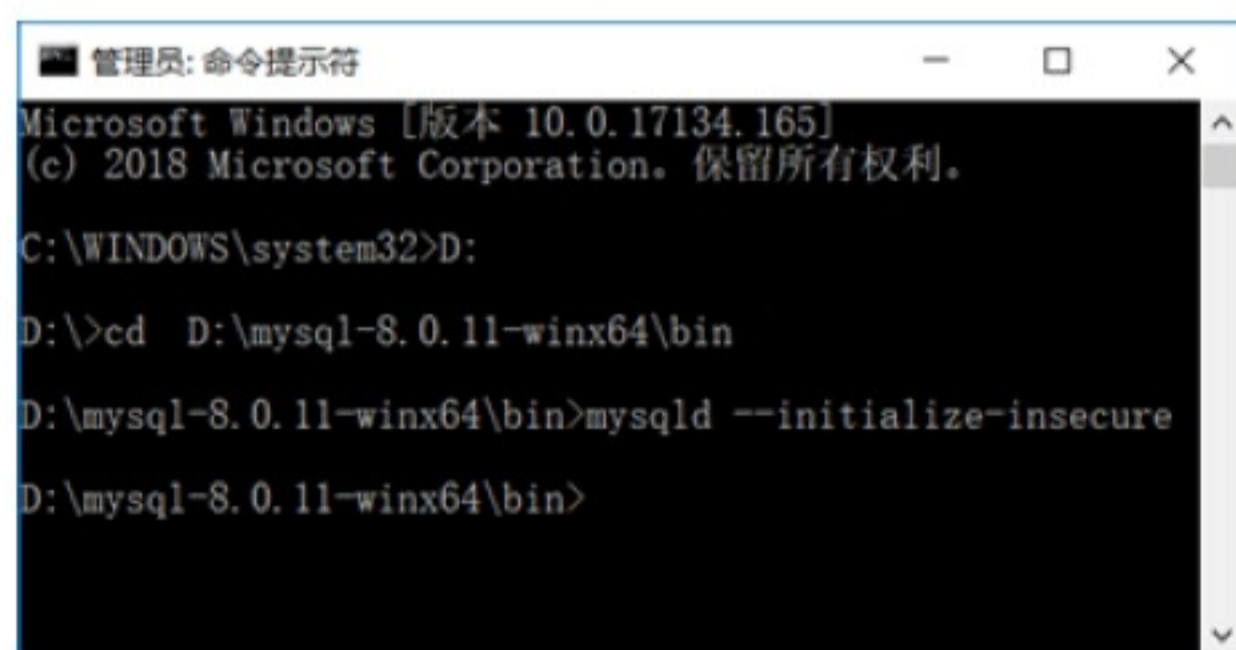 管理员: 命令提示符
Microsoft Windows [版本 10.0.17134.165]
(c) 2018 Microsoft Corporation。保留所有权利。
C:\WINDOWS\system32>D:
D:\>cd  D:\mysql-8.0.11-winx64\bin
D:\mysql-8.0.11-winx64\bin>mysqld --initialize-insecure
D:\mysql-8.0.11-winx64\bin>